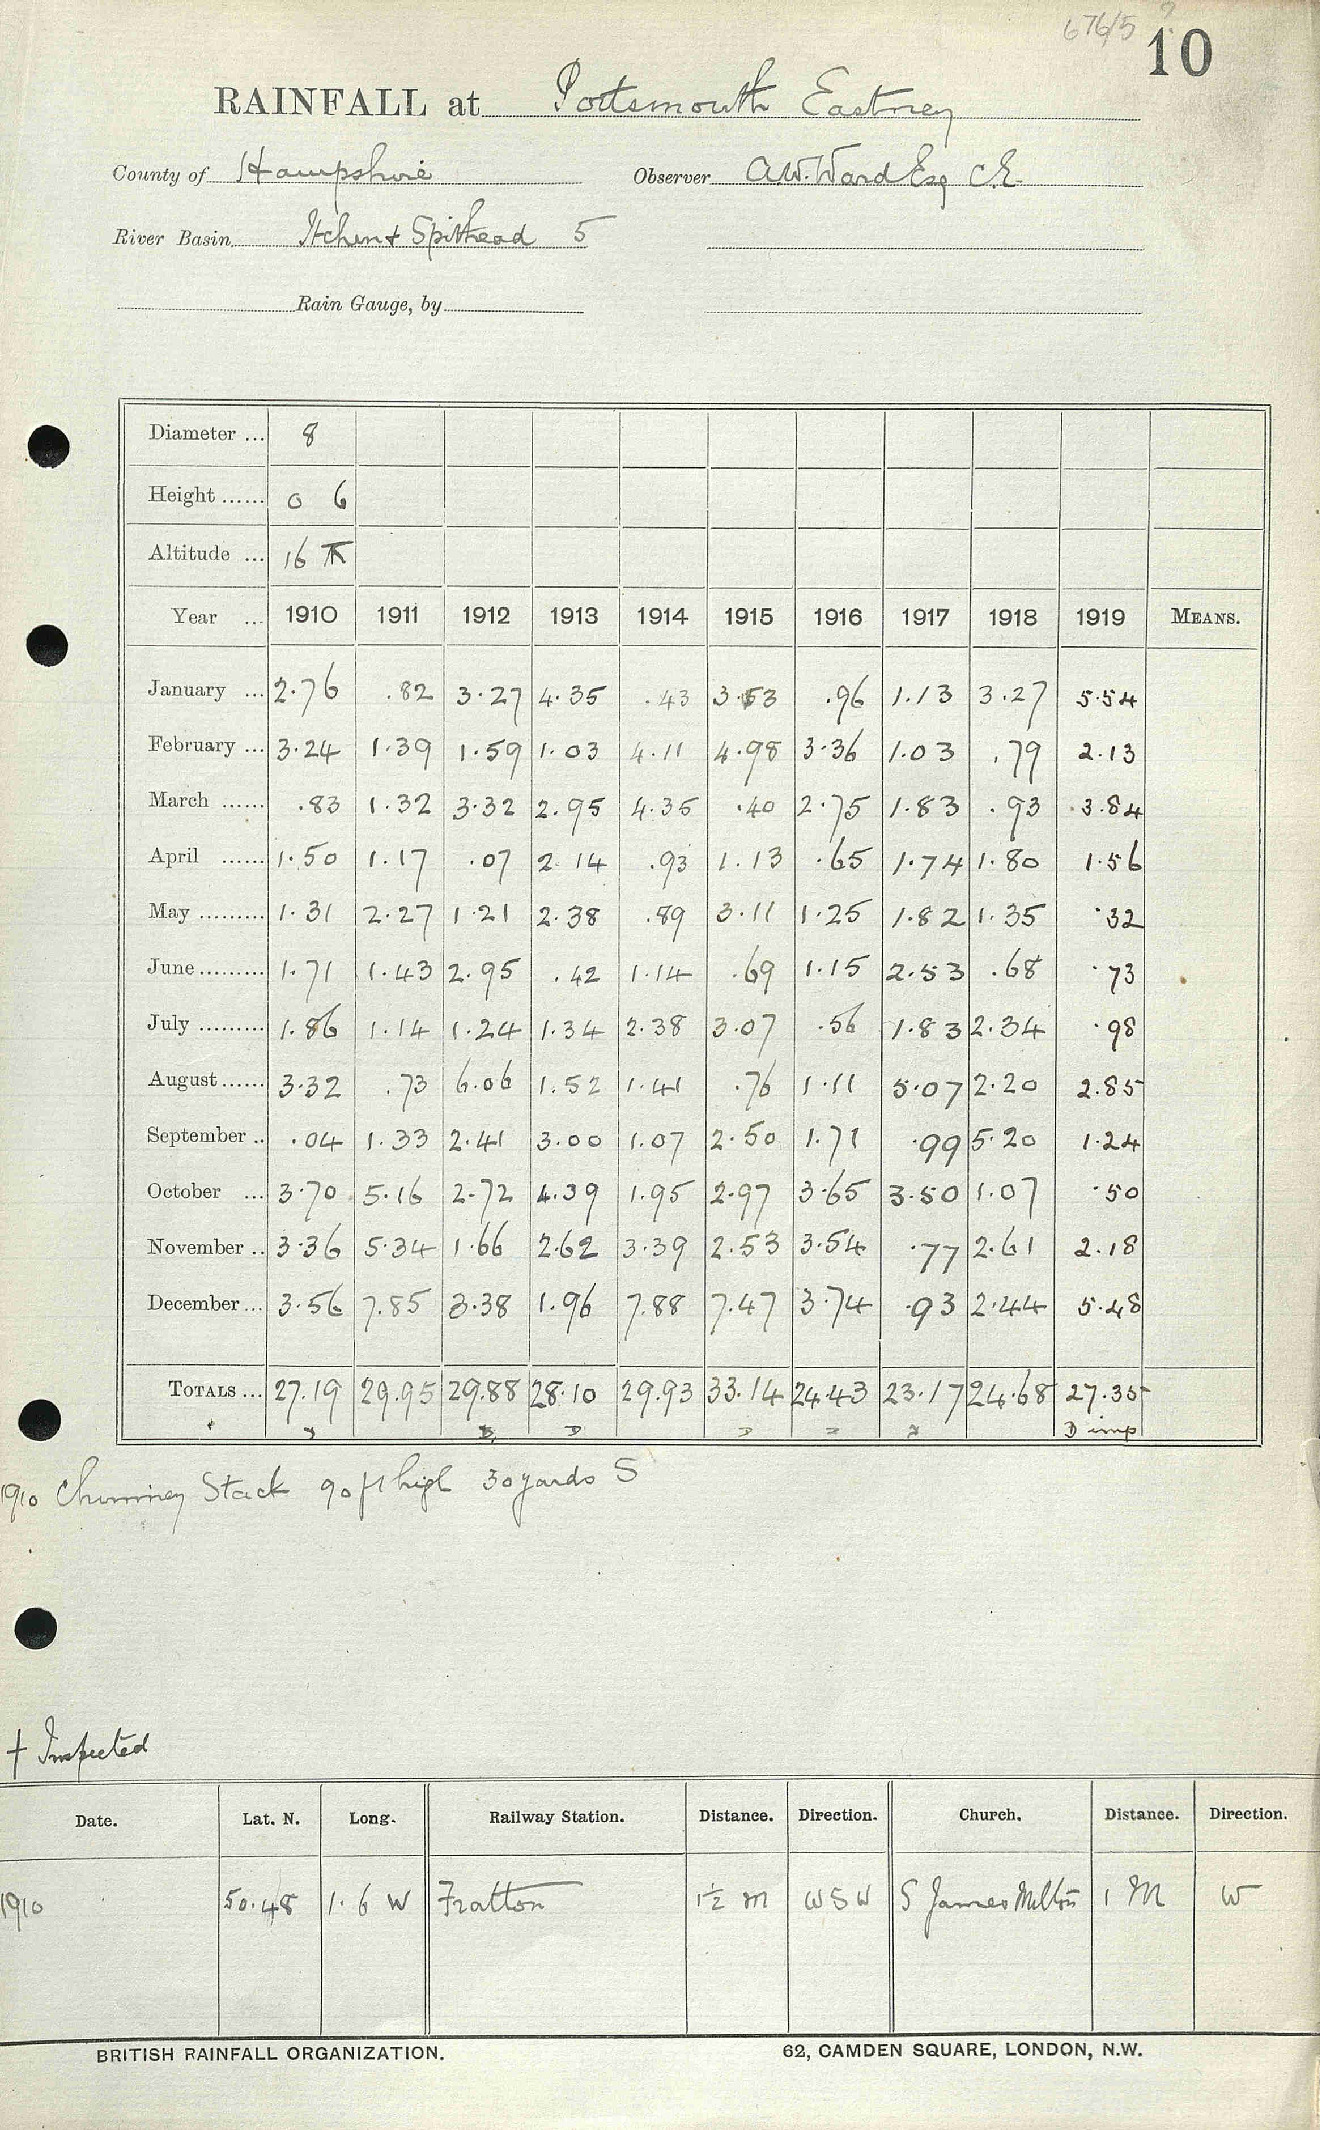 676/5
10
RAINFALL at Portsmouth Eastney
County of Hampshire Observer A.W. Ward Esq C.E.
River Basin Itchen + Spithead 5
Rain Gauge, by
Diameter ... 8
Height ...... 0 6
Altitude ... 16
Year ... 1910 1911 1912 1913 1914 1915 1916 1917 1918 1919 MEANS.
January ... 2.76 .82 3.27 4.35 .43 3.53 .96 1.13 3.27 5.54
February ... 3.24 1.39 1.59 1.03 4.11 4.98 3.36 1.03 .79 2.13
March ...... .83 1.32 3.32 2.95 4.35 .40 2.75 1.83 .93 3.84
April ...... 1.50 1.17 .07 2.14 .93 1.13 .65 1.74 1.80 1.56
May ......... 1.31 2.27 1.21 2.38 .89 3.11 1.25 1.82 1.35 .32
June ......... 1.71 1.43 2.95 .42 1.14 .69 1.15 2.53 .68 .73
July ......... 1.86 1.14 1.24 1.34 2.38 3.07 .56 1.83 2.34 .98
August ...... 3.32 .73 6.06 1.52 1.41 .76 1.11 5.07 2.20 2.85
September .. .04 1.33 2.41 3.00 1.07 2.50 1.71 .99 5.20 1.24
October ... 3.70 5.16 2.72 4.39 1.95 2.97 3.65 3.50 1.07 .50
November .. 3.36 5.34 1.66 2.62 3.39 2.53 3.54 .77 2.61 2.18
December ... 3.56 7.85 3.38 1.96 7.88 7.47 3.74 .93 2.44 5.48
TOTALS ... 27.19 29.95 29.88 28.10 29.93 33.14 24.43 23.17 24.68 27.35
D imp
1910 Chimney Stack 90 ft high 30 yards S
† Inspected
Date. Lat. N. Long. Railway Station. Distance. Direction. Church. Distance. Direction.
1910 50.48 1.6 W Fratton 1½ m WSW S James Milton 1 M W
BRITISH RAINFALL ORGANIZATION. 62, CAMDEN SQUARE, LONDON, N.W.